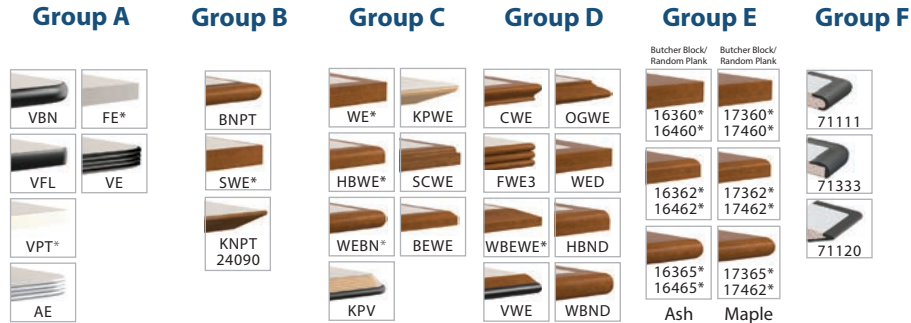 Group A
VBN
FE*
VFL
VE
VPT*
AE
Group B
BNPT
SWE*
KNPT
24090
Group C
WE*
KPWE
HBWE*
SCWE
WEBN*
BEWE
KPV
Group D
CWE
OGWE
FWE3
WED
WBEWE*
HBND
VWE
WBND
Group E
Butcher Block/
Random Plank
Butcher Block/
Random Plank
16360*
16460*
17360*
17460*
16362*
16462*
17362*
17462*
16365*
16465*
17365*
17462*
Ash
Maple
Group F
71111
71333
71120